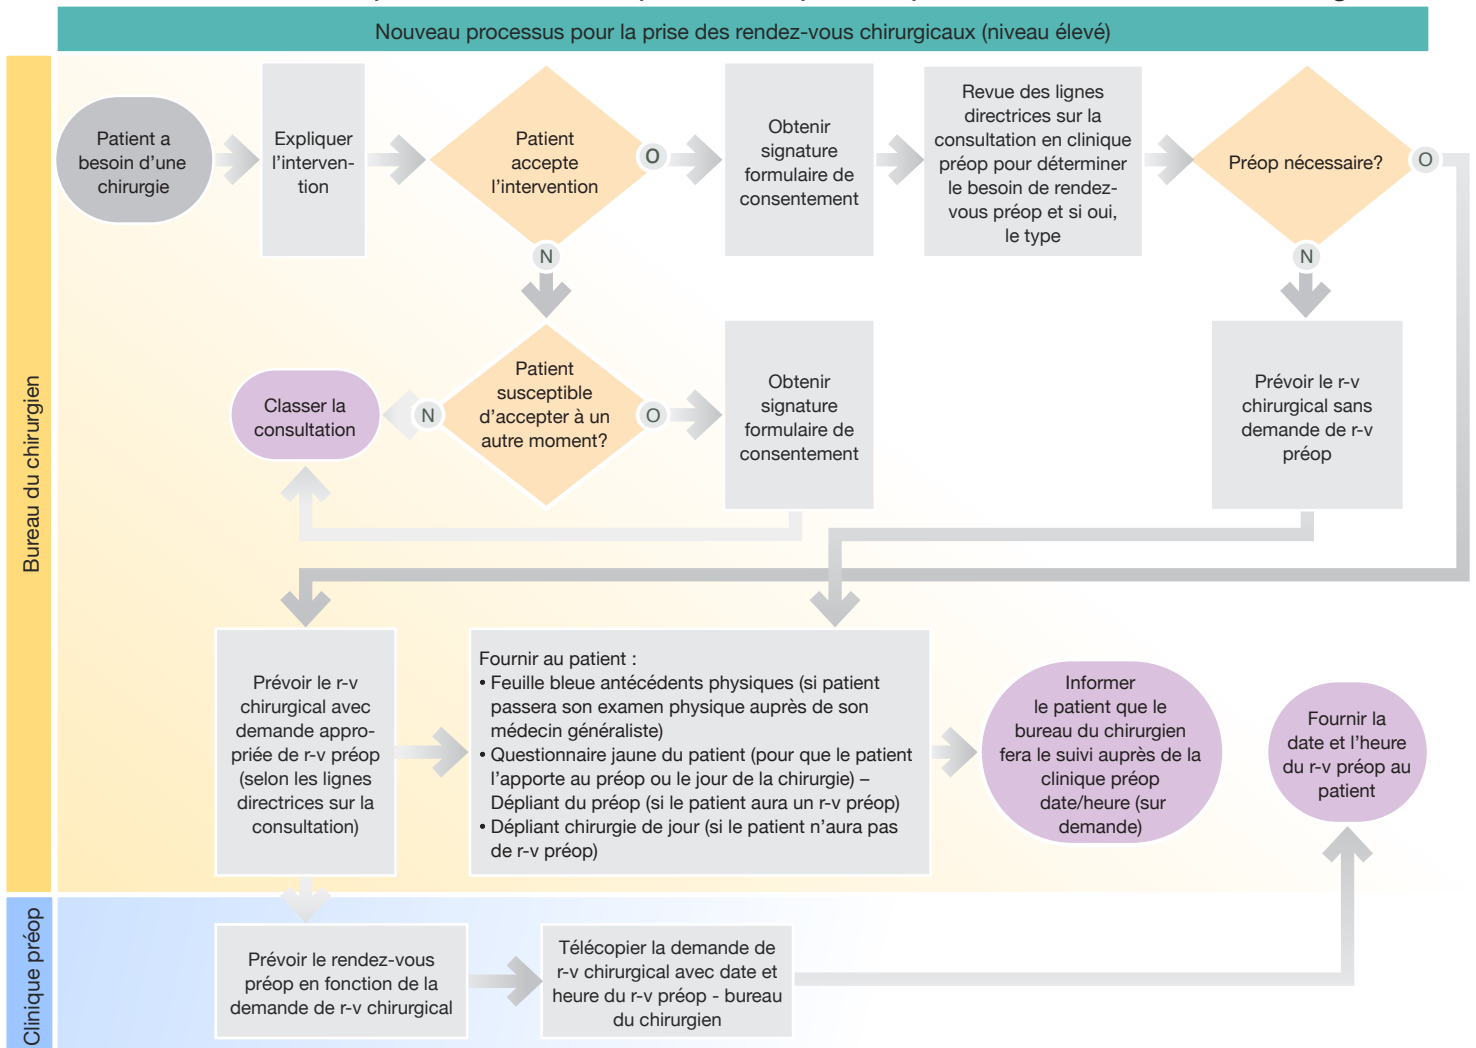 Nouveau processus pour la prise des rendez-vous chirurgicaux (niveau élevé)
Bureau du chirurgien
Patient a
besoin d'une
chirurgie
Expliquer
l'interven-
tion
Patient
accepte
l'intervention
O
N
Obtenir
signature
formulaire de
consentement
Revue des lignes
directrices sur la
consultation en clinique
préop pour déterminer
le besoin de rendez-
vous préop et si oui,
le type
Préop nécessaire?
O
N
Classer la
consultation
N
Patient
susceptible
d'accepter à un
autre moment?
O
Obtenir
signature
formulaire de
consentement
Prévoir le r-v
chirurgical sans
demande de r-v
préop
Prévoir le r-v
chirurgical avec
demande appro-
priée de r-v préop
(selon les lignes
directrices sur la
consultation)
Fournir au patient :
• Feuille bleue antécédents physiques (si patient
passera son examen physique auprès de son
médecin généraliste)
• Questionnaire jaune du patient (pour que le patient
l'apporte au préop ou le jour de la chirurgie) –
Dépliant du préop (si le patient aura un r-v préop)
• Dépliant chirurgie de jour (si le patient n'aura pas
de r-v préop)
Informer
le patient que le
bureau du chirurgien
fera le suivi auprès de la
clinique préop
date/heure (sur
demande)
Fournir la
date et l'heure
du r-v préop au
patient
Clinique préop
Prévoir le rendez-vous
préop en fonction de la
demande de r-v chirurgical
Télécopier la demande de
r-v chirurgical avec date et
heure du r-v préop - bureau
du chirurgien